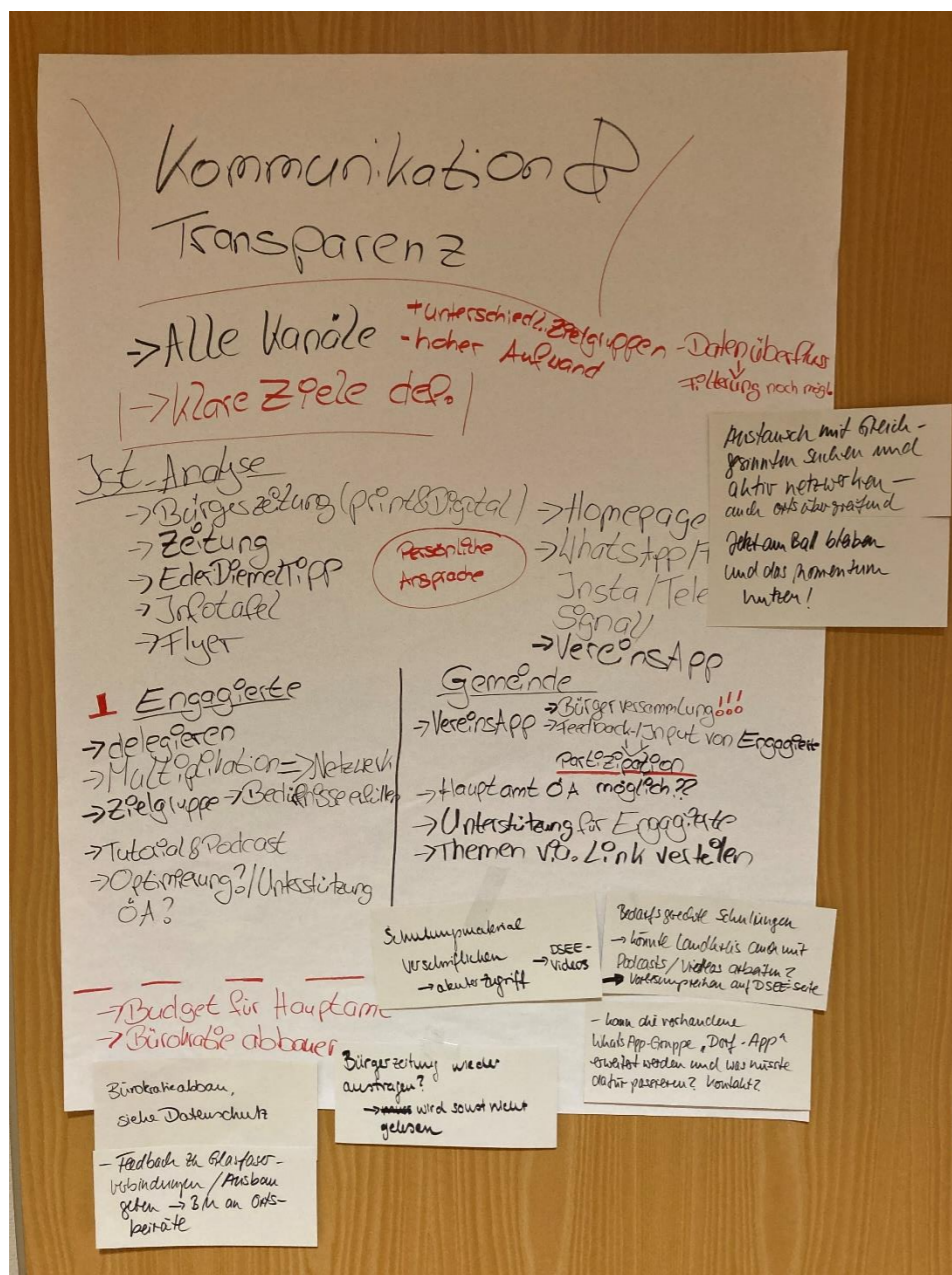 Kommunikation &
Transparenz
-> Alle Kanäle
+ unterschiedl. Zielgruppen
- hoher Aufwand
- Datenüberfluss
Filterung noch mögl.
-> klare Ziele def.
Ist-Analyse
-> Bürgerzeitung (print&Digital)
-> Zeitung
-> EderDiemelTipp
-> Infotafel
-> Flyer
Persönliche
Ansprache
-> Homepage
-> WhatsApp/
Insta/Tele
Signal/
-> VereinsApp
Austausch mit Gleich-
gesinnten suchen und
aktiv netzwerken –
auch ortsübergreifend
Jetzt am Ball bleiben
und das Momentum
nutzen!
Engagierte
-> delegieren
-> Multiplikation => Netzwerk
-> Zielgruppe -> Bedürfnisse erfüllen
-> Tutorial & Podcast
-> Optimierung?/Unterstützung
ÖA?
Gemeinde
-> VereinsApp
-> Bürgerversammlung!!!
-> Feedback-/Input von Engagierte
Partizipation
-> Hauptamt ÖA möglich??
-> Unterstützung für Engagierte
-> Themen via. Link verteilen
-> Budget für Hauptamt
-> Bürokratie abbauen
Schulungsmaterial
verschriftlichen
-> akuter Zugriff
-> DSEE-
Videos
Bedarfsgerechte Schulungen
-> könnte Landkreis auch mit
Podcasts/Videos arbeiten?
-> Vorlesungsreihen auf DSEE-Seite
- kann die vorhandene
WhatsApp-Gruppe „Dorf-App“
erweitert werden und was müsste
dafür passieren? Kontakt?
Bürgerzeitung wieder
austragen?
-> wird sonst nicht
gelesen
Bürokratieabbau,
siehe Datenschutz
- Feedback zu Glasfaser-
verbindungen/Ausbau
geben -> BM an Orts-
beiräte